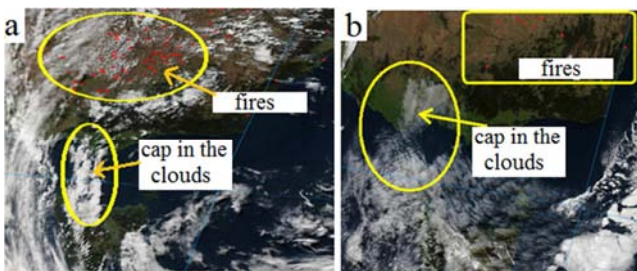 a
fires
cap in the
clouds
b
fires
cap in the
clouds